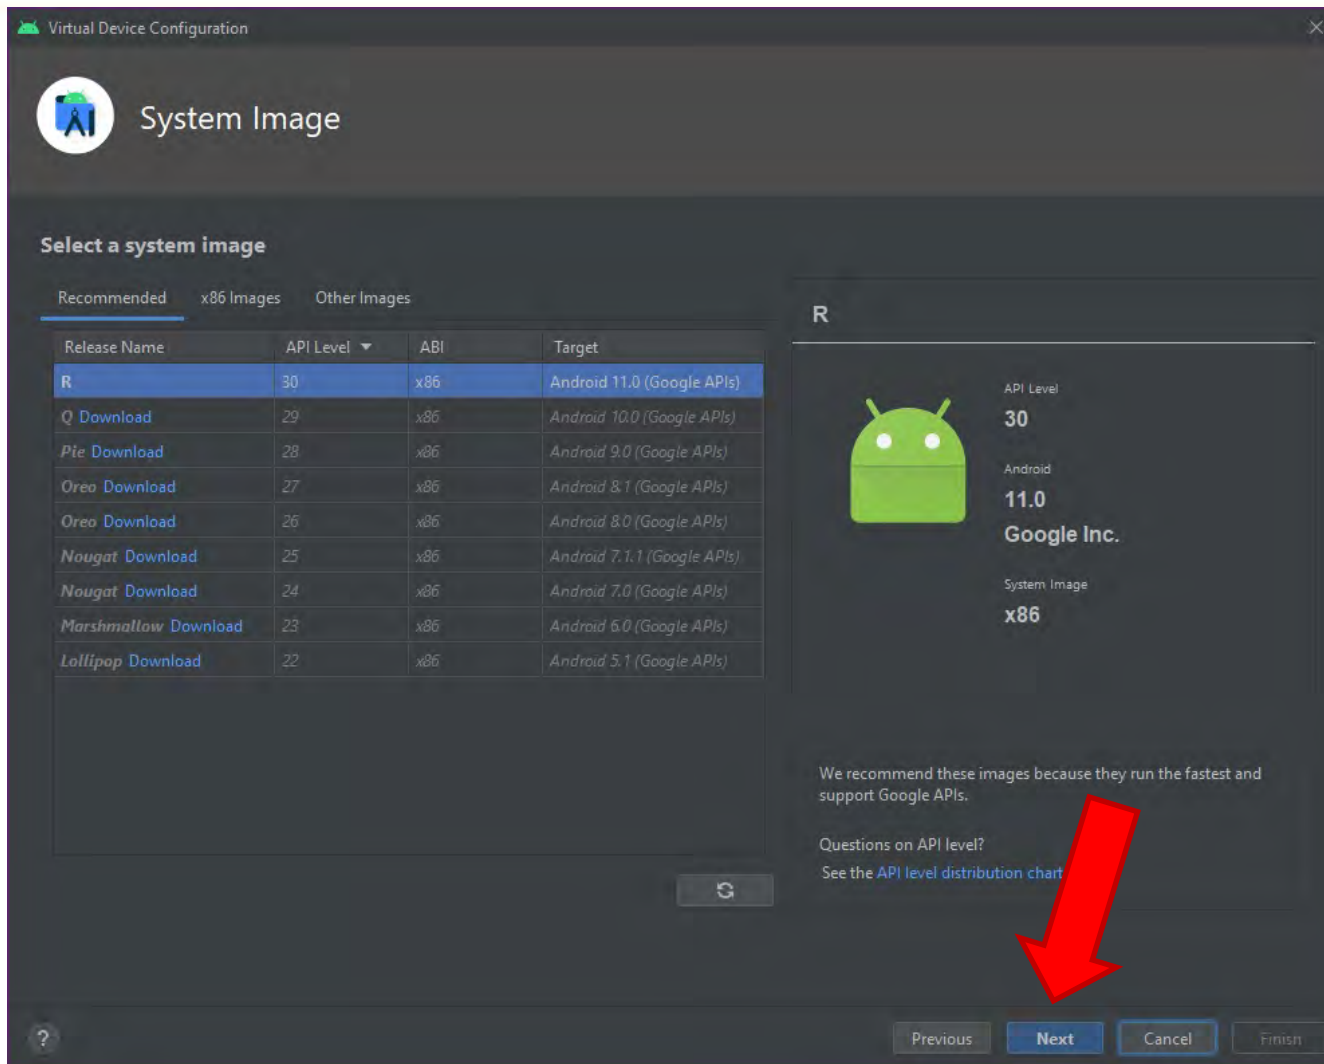 Virtual Device Configuration
System Image
Select a system image
Recommended x86 Images Other Images
Release Name API Level ABI Target
R 30 x86 Android 11.0 (Google APIs)
Q Download 29 x86 Android 10.0 (Google APIs)
Pie Download 28 x86 Android 9.0 (Google APIs)
Oreo Download 27 x86 Android 8.1 (Google APIs)
Oreo Download 26 x86 Android 8.0 (Google APIs)
Nougat Download 25 x86 Android 7.1.1 (Google APIs)
Nougat Download 24 x86 Android 7.0 (Google APIs)
Marshmallow Download 23 x86 Android 6.0 (Google APIs)
Lollipop Download 22 x86 Android 5.1 (Google APIs)
R
API Level
30
Android
11.0
Google Inc.
System Image
x86
We recommend these images because they run the fastest and
support Google APIs.
Questions on API level?
See the API level distribution chart
? Previous Next Cancel Finish